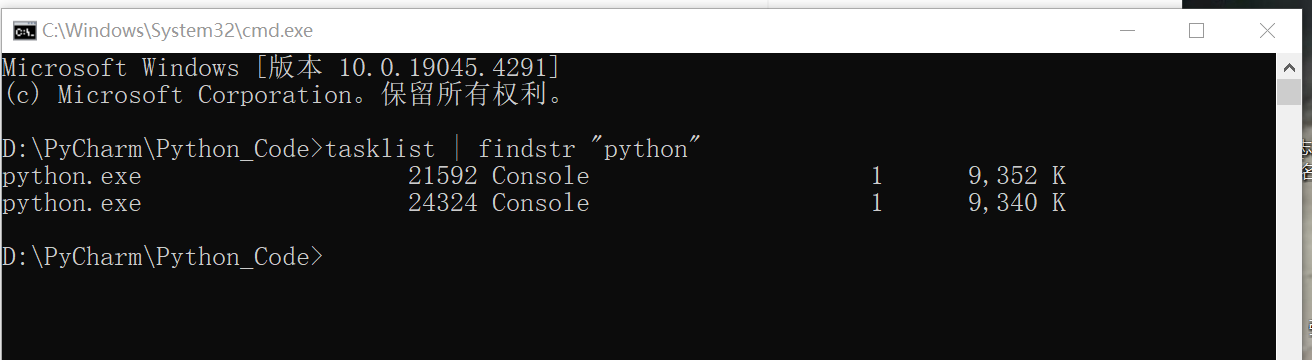 C:\Windows\System32\cmd.exe
Microsoft Windows [版本 10.0.19045.4291]
(c) Microsoft Corporation。保留所有权利。
D:\PyCharm\Python_Code>tasklist | findstr "python"
python.exe 21592 Console 1 9,352 K
python.exe 24324 Console 1 9,340 K
D:\PyCharm\Python_Code>